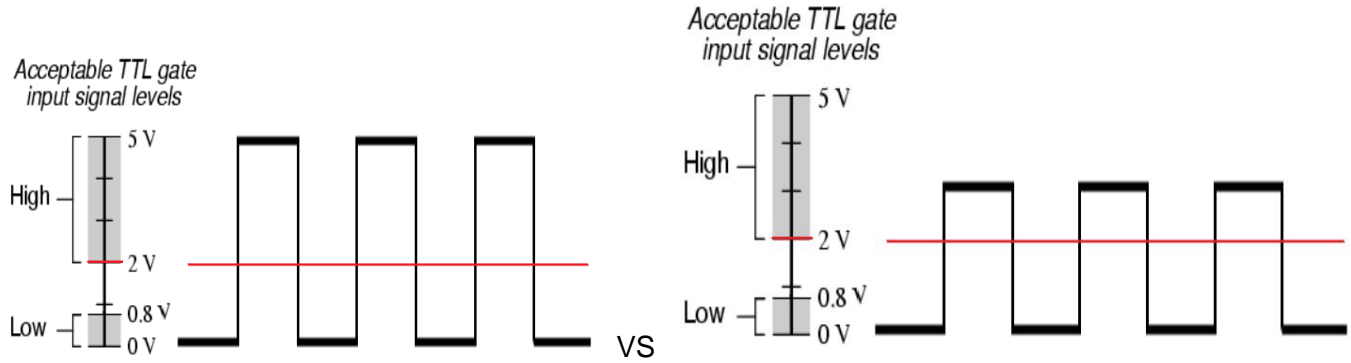 Acceptable TTL gate
input signal levels
5 V
High
2 V
0.8 V
Low
0 V
VS
Acceptable TTL gate
input signal levels
5 V
High
2 V
0.8 V
Low
0 V